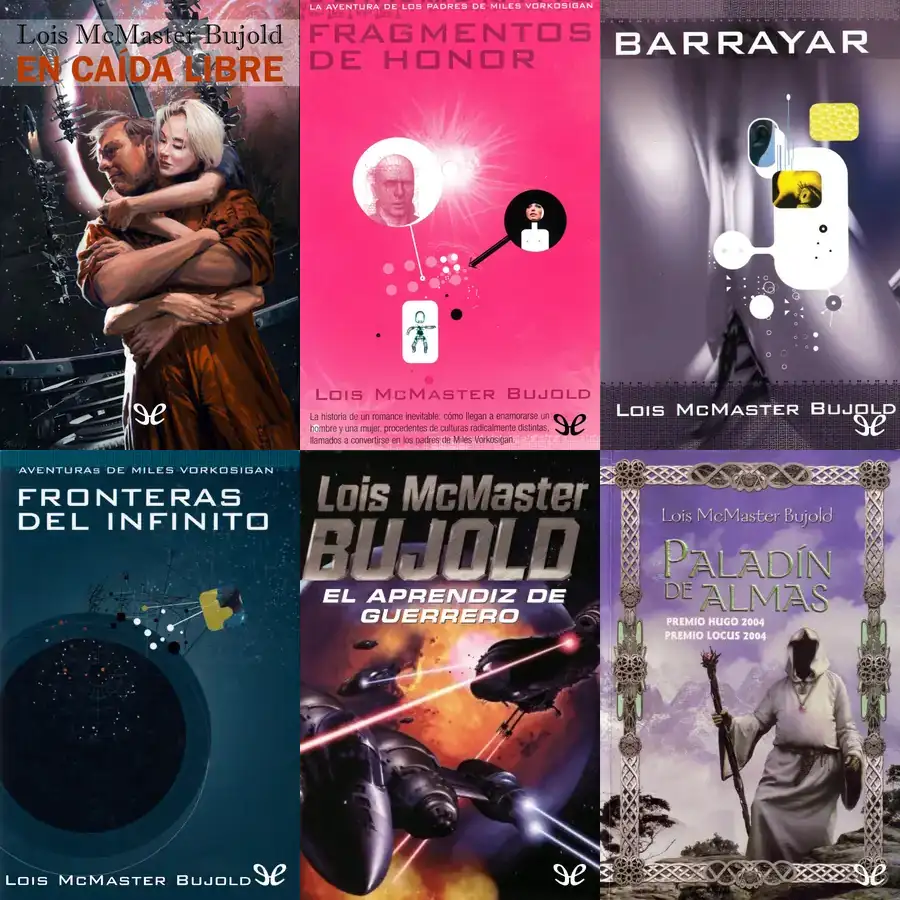 Lois McMaster Bujold
EN CAÍDA LIBRE
LA AVENTURA DE LOS PADRES DE MILES VORKOSIGAN
FRAGMENTOS
DE HONOR
LOIS MCMASTER BUJOLD
La historia de un romance inevitable: cómo llegan a enamorarse un
hombre y una mujer, procedentes de culturas radicalmente distintas,
llamados a convertirse en los padres de Miles Vorkosigan.
BARRAYAR
LOIS MCMASTER BUJOLD
AVENTURAS DE MILES VORKOSIGAN
FRONTERAS
DEL INFINITO
LOIS MCMASTER BUJOLD
Lois McMaster
BUJOLD
EL APRENDIZ DE
GUERRERO
Lois McMaster Bujold
PALADÍN
DE ALMAS
PREMIO HUGO 2004
PREMIO LOCUS 2004